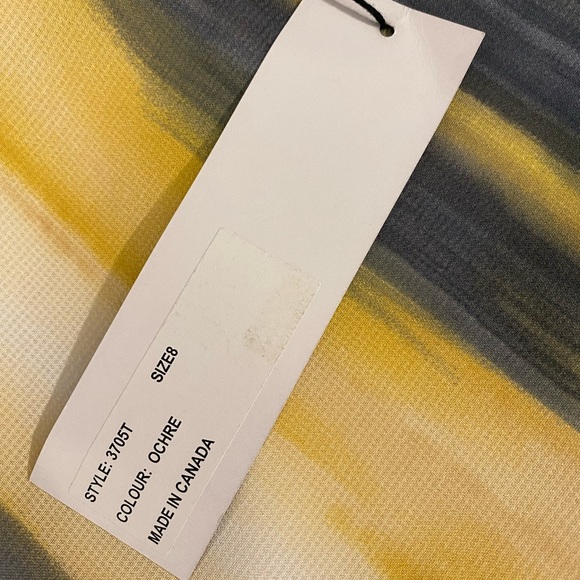 STYLE: 3705T SIZE8
COLOUR: OCHRE
MADE IN CANADA